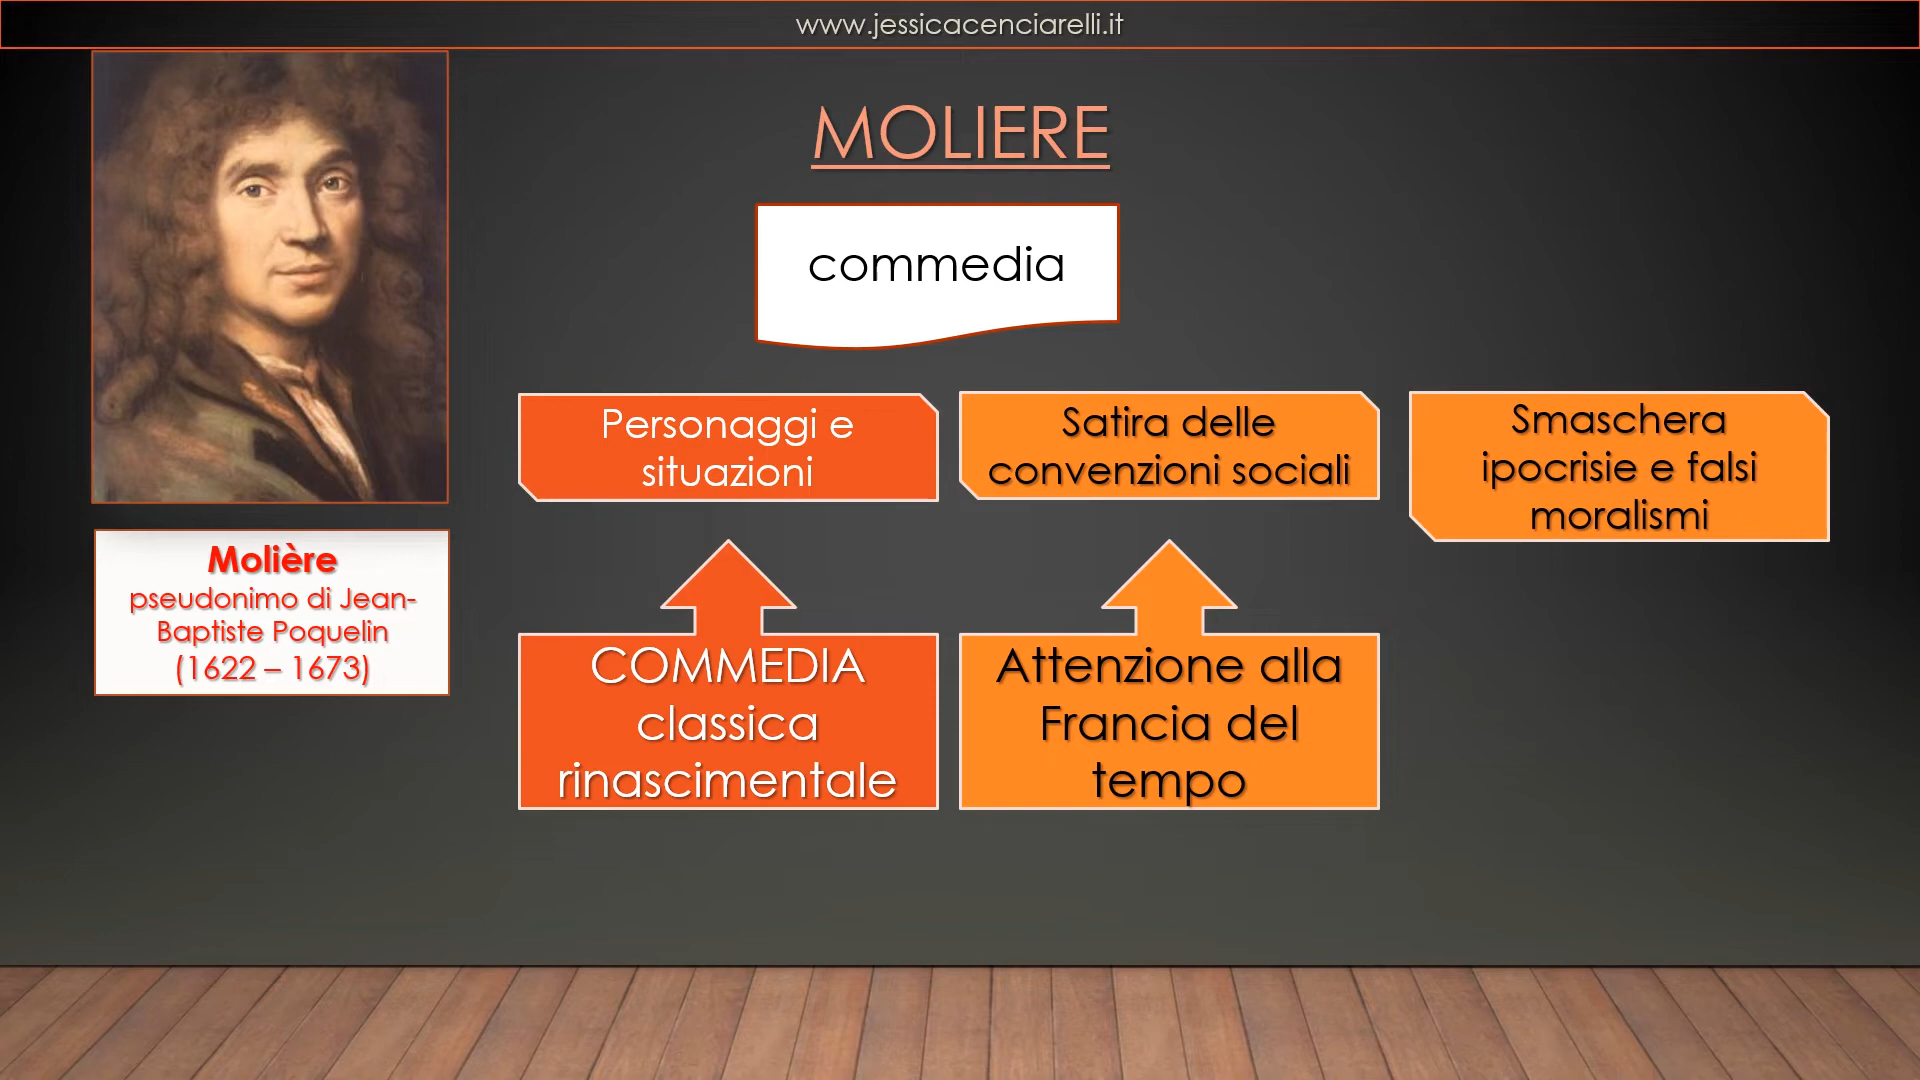 www.jessicacenciarelli.it
MOLIERE
commedia
Personaggi e
situazioni
Satira delle
convenzioni sociali
Smaschera
ipocrisie e falsi
moralismi
Molière
pseudonimo di Jean-
Baptiste Poquelin
(1622 – 1673)
COMMEDIA
classica
rinascimentale
Attenzione alla
Francia del
tempo